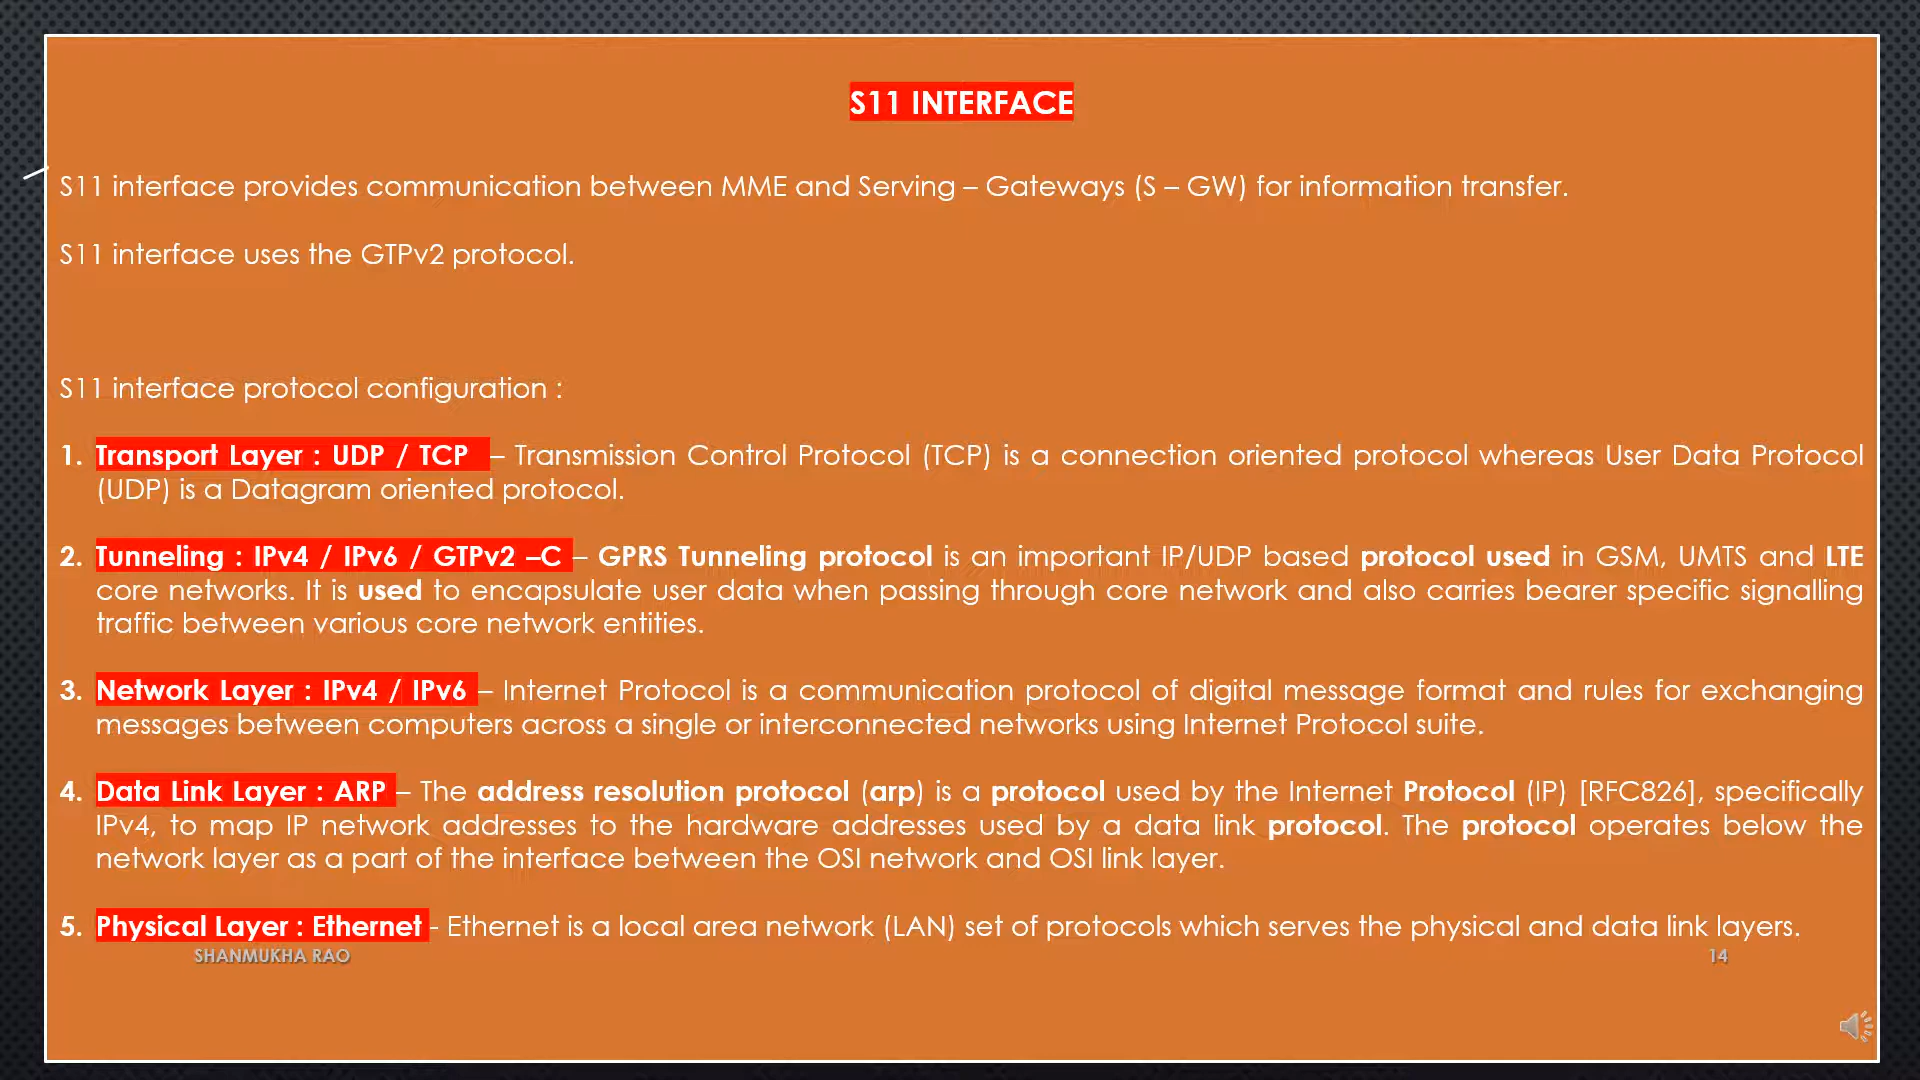 S11 INTERFACE
S11 interface provides communication between MME and Serving – Gateways (S – GW) for information transfer.
S11 interface uses the GTPv2 protocol.
S11 interface protocol configuration :
1. Transport Layer : UDP / TCP – Transmission Control Protocol (TCP) is a connection oriented protocol whereas User Data Protocol
(UDP) is a Datagram oriented protocol.
2. Tunneling : IPv4 / IPv6 / GTPv2 –C – GPRS Tunneling protocol is an important IP/UDP based protocol used in GSM, UMTS and LTE
core networks. It is used to encapsulate user data when passing through core network and also carries bearer specific signalling
traffic between various core network entities.
3. Network Layer : IPv4 / IPv6 – Internet Protocol is a communication protocol of digital message format and rules for exchanging
messages between computers across a single or interconnected networks using Internet Protocol suite.
4. Data Link Layer : ARP – The address resolution protocol (arp) is a protocol used by the Internet Protocol (IP) [RFC826], specifically
IPv4, to map IP network addresses to the hardware addresses used by a data link protocol. The protocol operates below the
network layer as a part of the interface between the OSI network and OSI link layer.
5. Physical Layer : Ethernet - Ethernet is a local area network (LAN) set of protocols which serves the physical and data link layers.
SHANMUKHA RAO
14